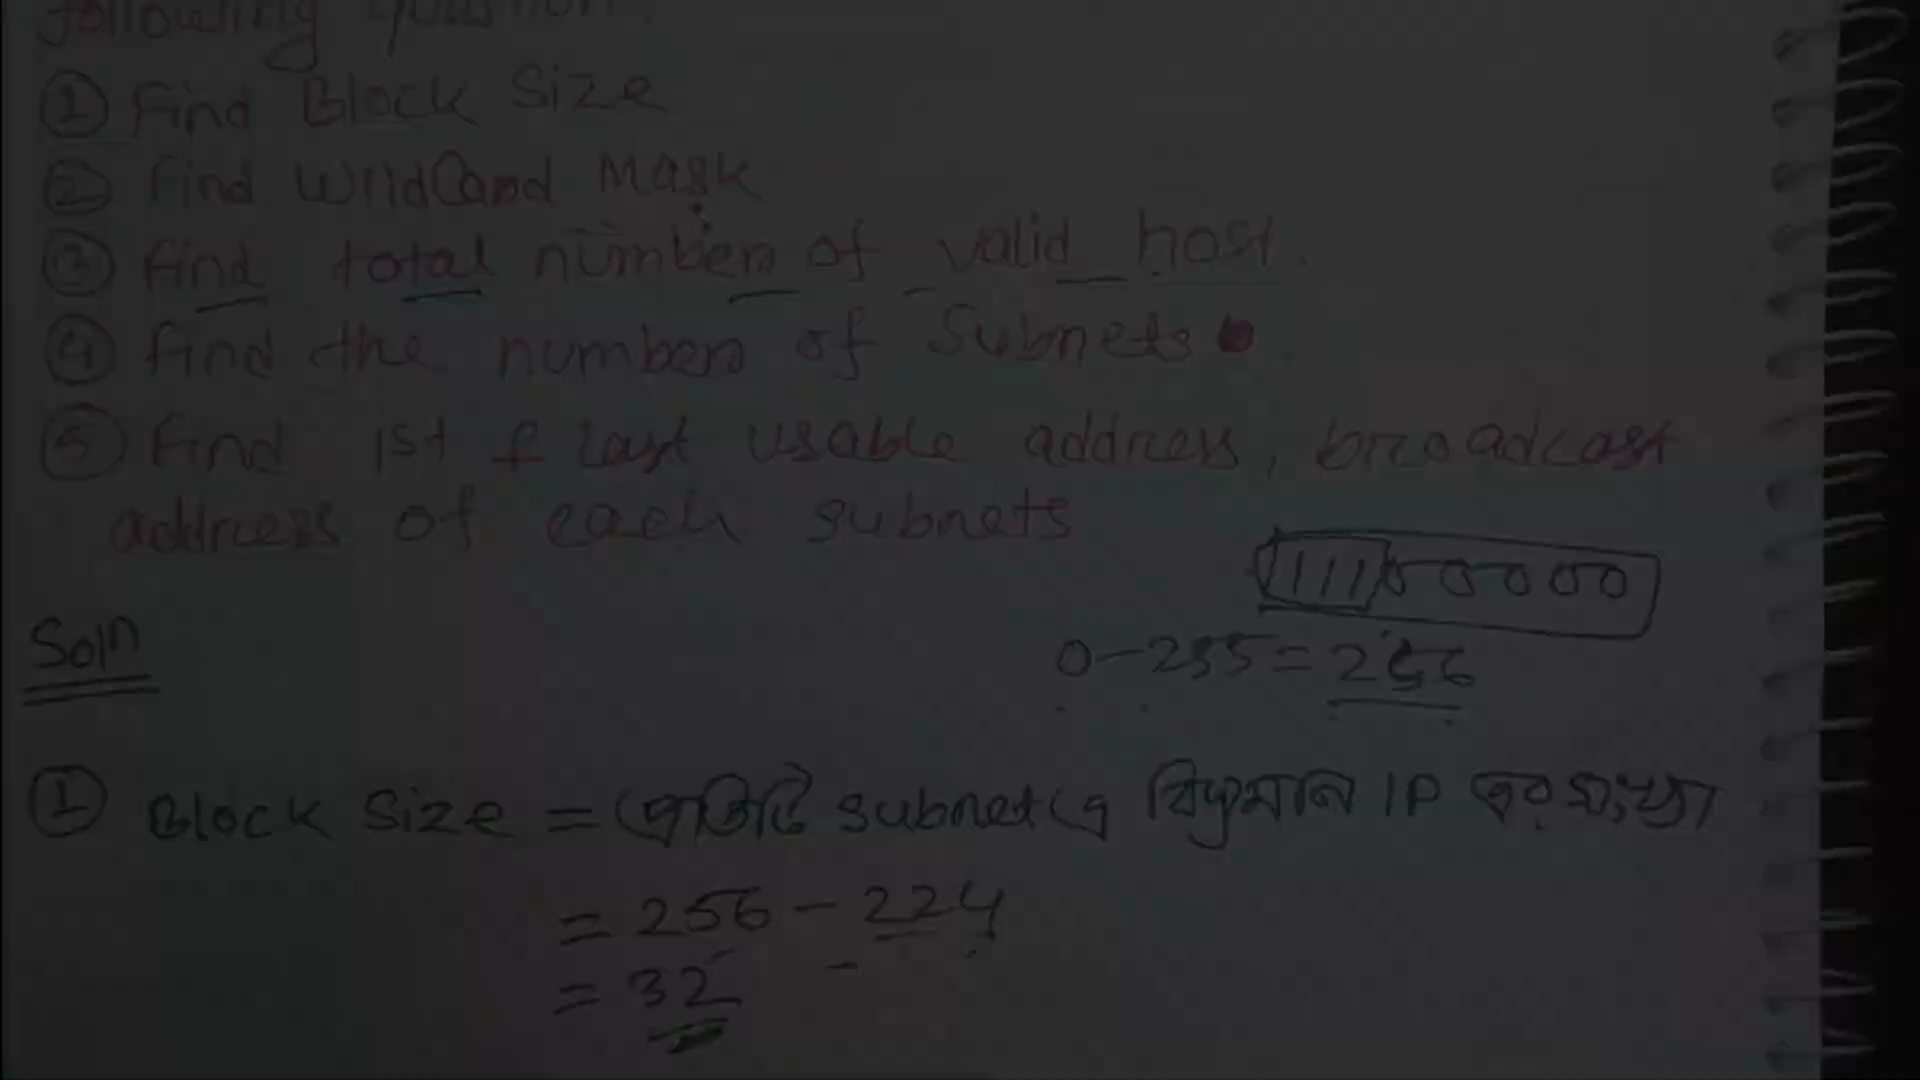 following question.
① Find Block Size
② Find WildCard Mask
③ Find total number of valid host.
④ Find the number of Subnets.
⑤ Find 1st & last usable address, broadcast
address of each subnets
11100000
Soln
0-255=256
① Block Size = প্রতিটি subnet এ বিদ্যমান IP এর সংখ্যা
= 256 - 224
= 32